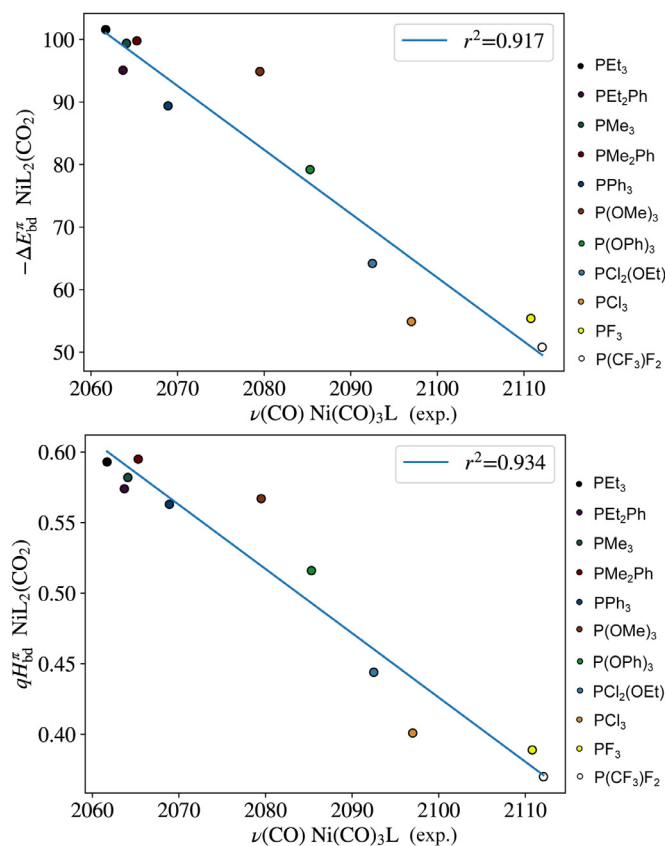 r²=0.917
100
90
80
70
60
50
−ΔE^π_bd NiL₂(CO₂)
2060 2070 2080 2090 2100 2110
ν(CO) Ni(CO)₃L (exp.)
PEt₃
PEt₂Ph
PMe₃
PMe₂Ph
PPh₃
P(OMe)₃
P(OPh)₃
PCl₂(OEt)
PCl₃
PF₃
P(CF₃)F₂
r²=0.934
0.60
0.55
0.50
0.45
0.40
qH^π_bd NiL₂(CO₂)
2060 2070 2080 2090 2100 2110
ν(CO) Ni(CO)₃L (exp.)
PEt₃
PEt₂Ph
PMe₃
PMe₂Ph
PPh₃
P(OMe)₃
P(OPh)₃
PCl₂(OEt)
PCl₃
PF₃
P(CF₃)F₂